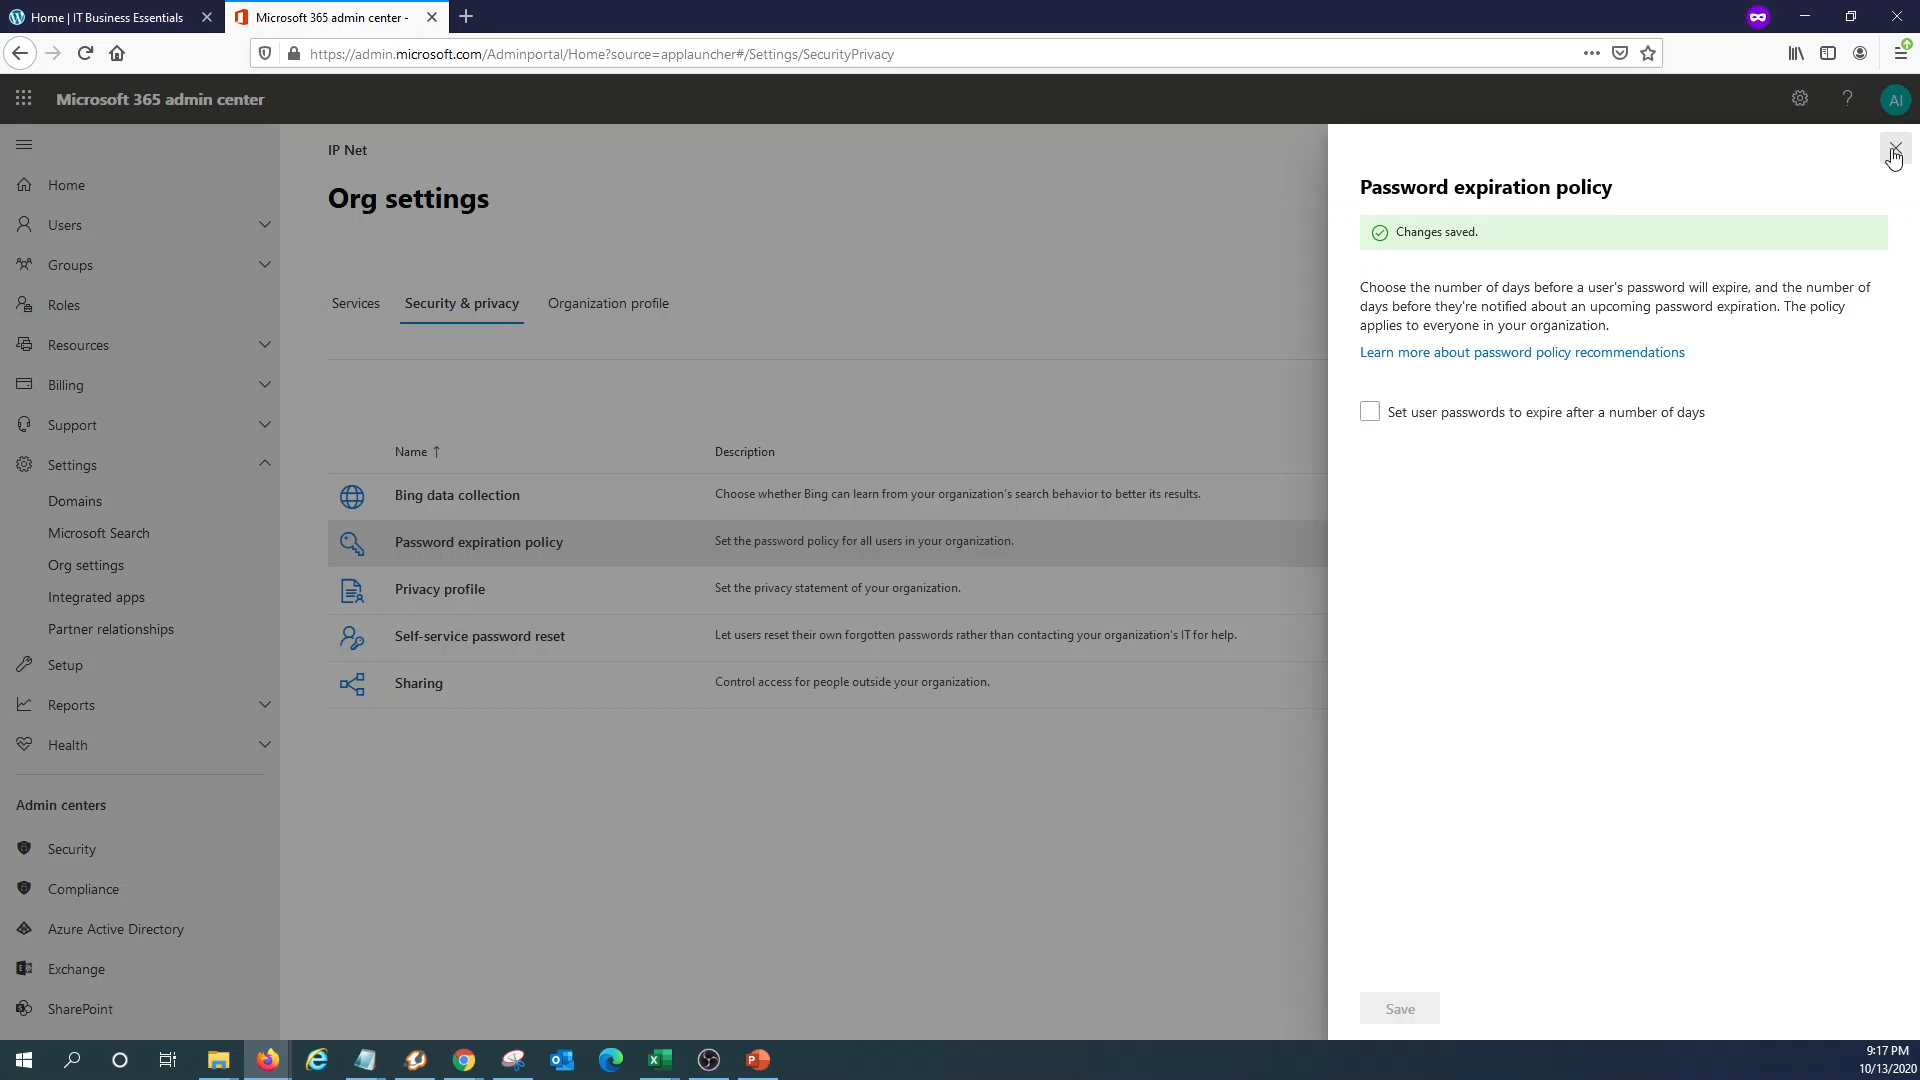 Home | IT Business Essentials
Microsoft 365 admin center -
https://admin.microsoft.com/Adminportal/Home?source=applauncher#/Settings/SecurityPrivacy
Microsoft 365 admin center
?
AI
Home
Users
Groups
Roles
Resources
Billing
Support
Settings
Domains
Microsoft Search
Org settings
Integrated apps
Partner relationships
Setup
Reports
Health
Admin centers
Security
Compliance
Azure Active Directory
Exchange
SharePoint
IP Net
Org settings
Services
Security & privacy
Organization profile
Name ↑
Description
Bing data collection
Choose whether Bing can learn from your organization's search behavior to better its results.
Password expiration policy
Set the password policy for all users in your organization.
Privacy profile
Set the privacy statement of your organization.
Self-service password reset
Let users reset their own forgotten passwords rather than contacting your organization's IT for help.
Sharing
Control access for people outside your organization.
Password expiration policy
Changes saved.
Choose the number of days before a user's password will expire, and the number of
days before they're notified about an upcoming password expiration. The policy
applies to everyone in your organization.
Learn more about password policy recommendations
Set user passwords to expire after a number of days
Save
9:17 PM
10/13/2020